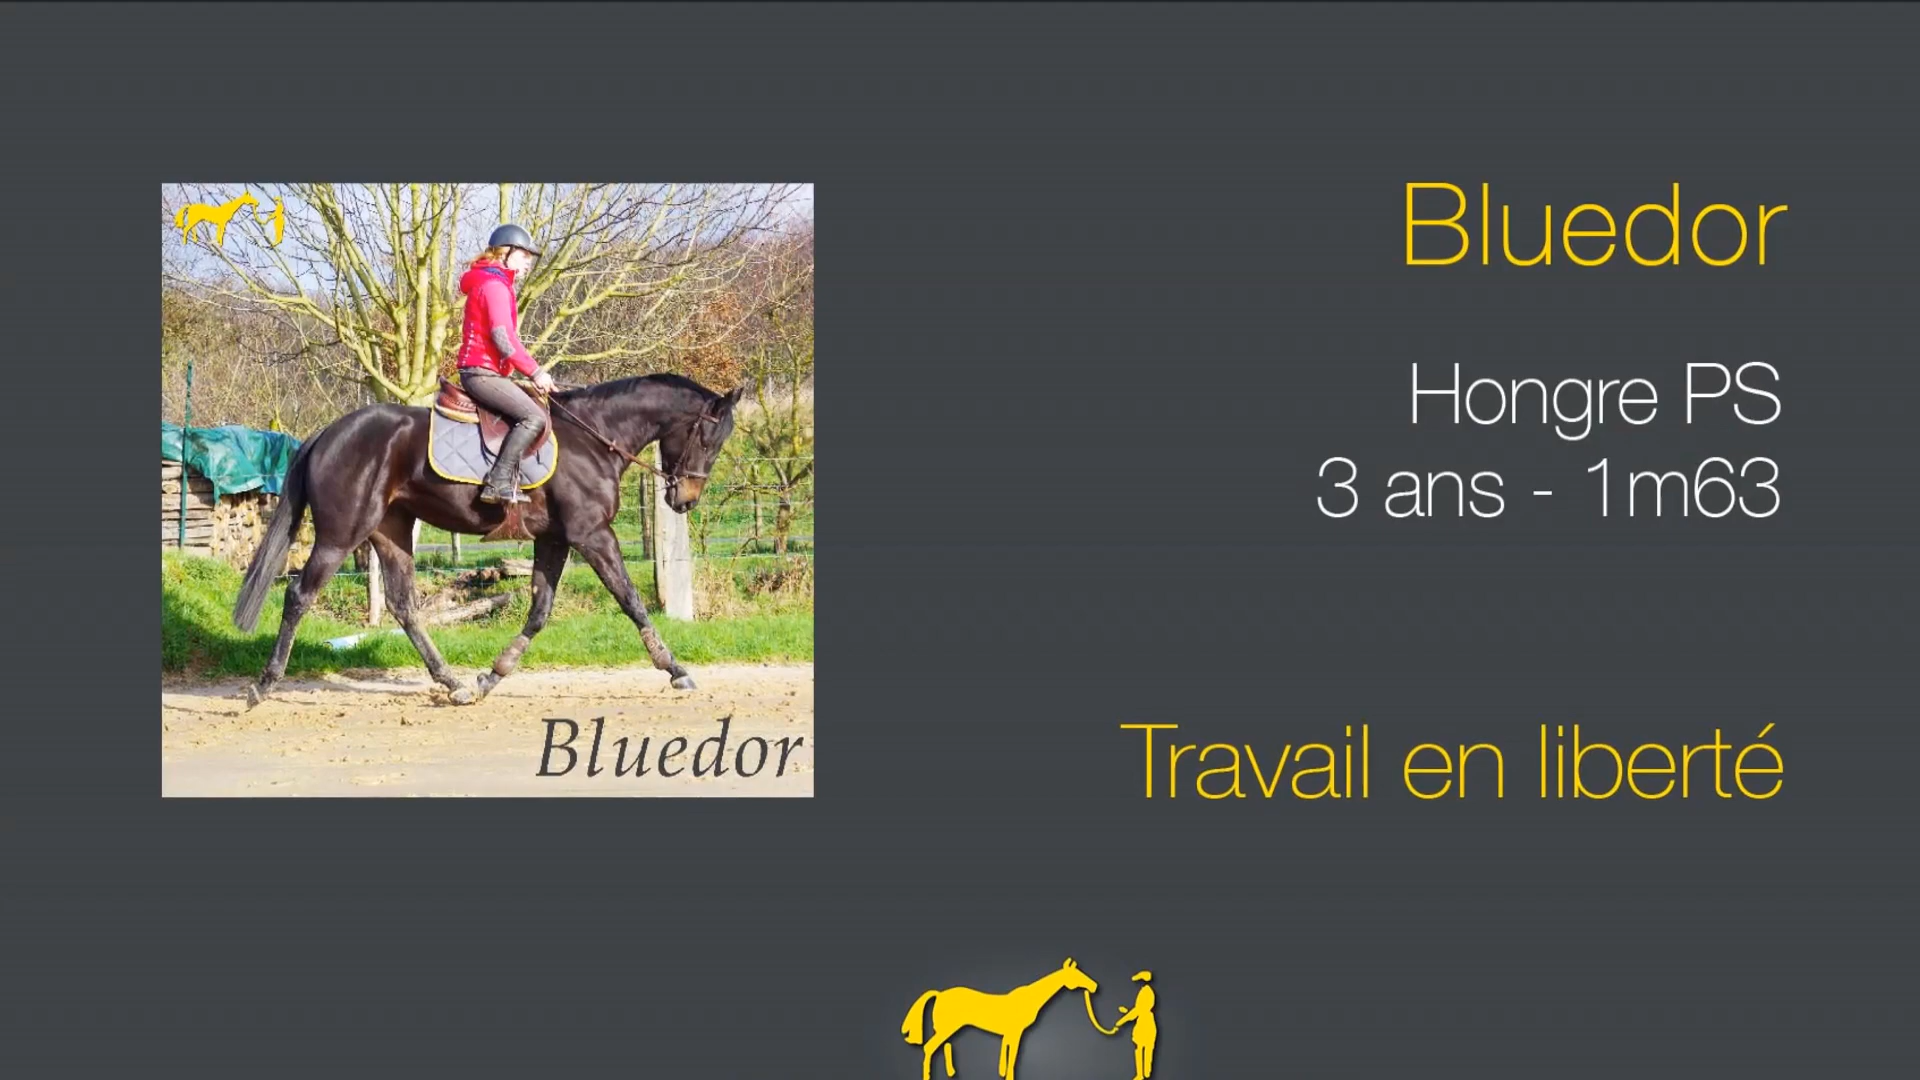 Bluedor
Hongre PS
3 ans - 1m63
Travail en liberté
Bluedor